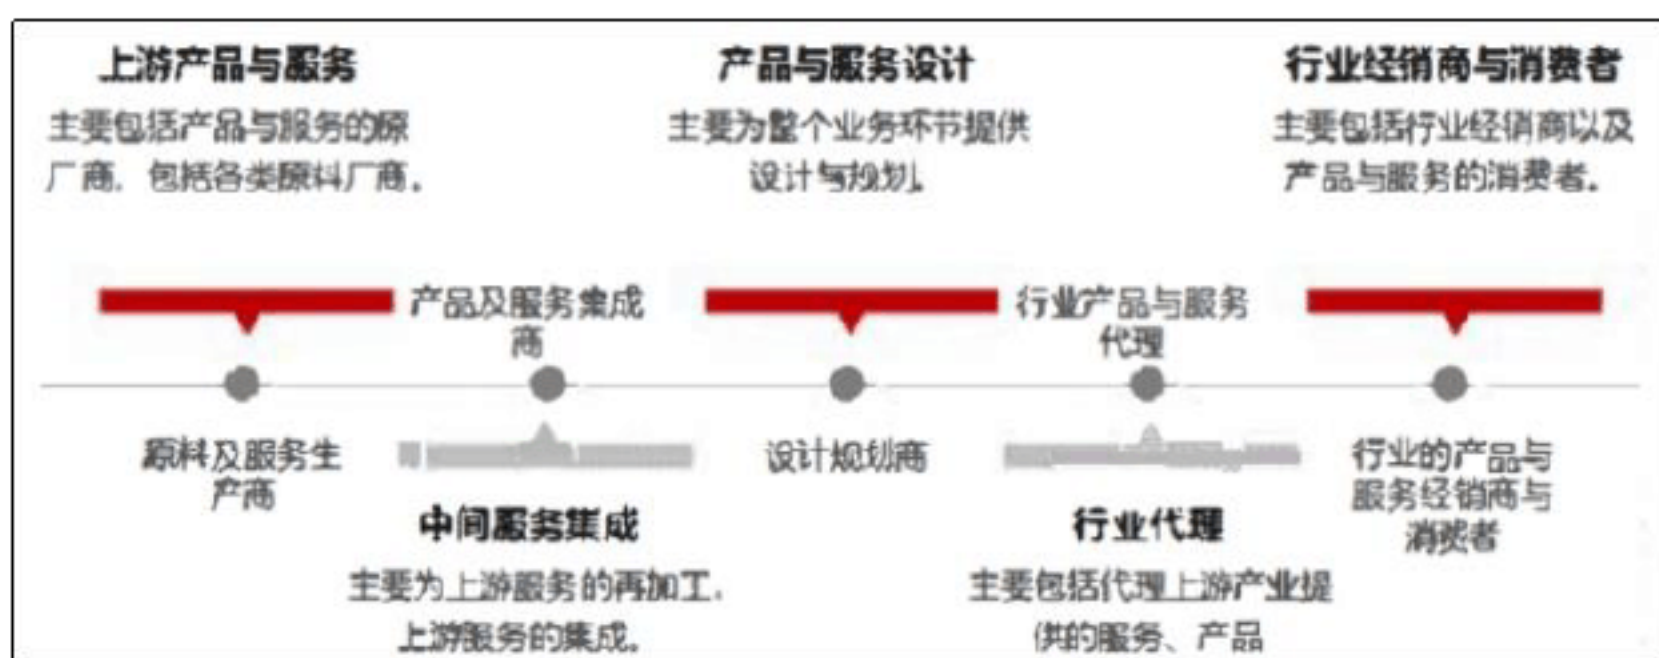 上游产品与服务
主要包括产品与服务的原
厂商，包括各类原料厂商。
产品与服务设计
主要为整个业务环节提供
设计与规划。
行业经销商与消费者
主要包括行业经销商以及
产品与服务的消费者。
产品及服务集成
商
行业产品与服务
代理
原料及服务生
产商
设计规划商
行业的产品与
服务经销商与
消费者
中间服务集成
主要为上游服务的再加工，
上游服务的集成。
行业代理
主要包括代理上游产业提
供的服务、产品